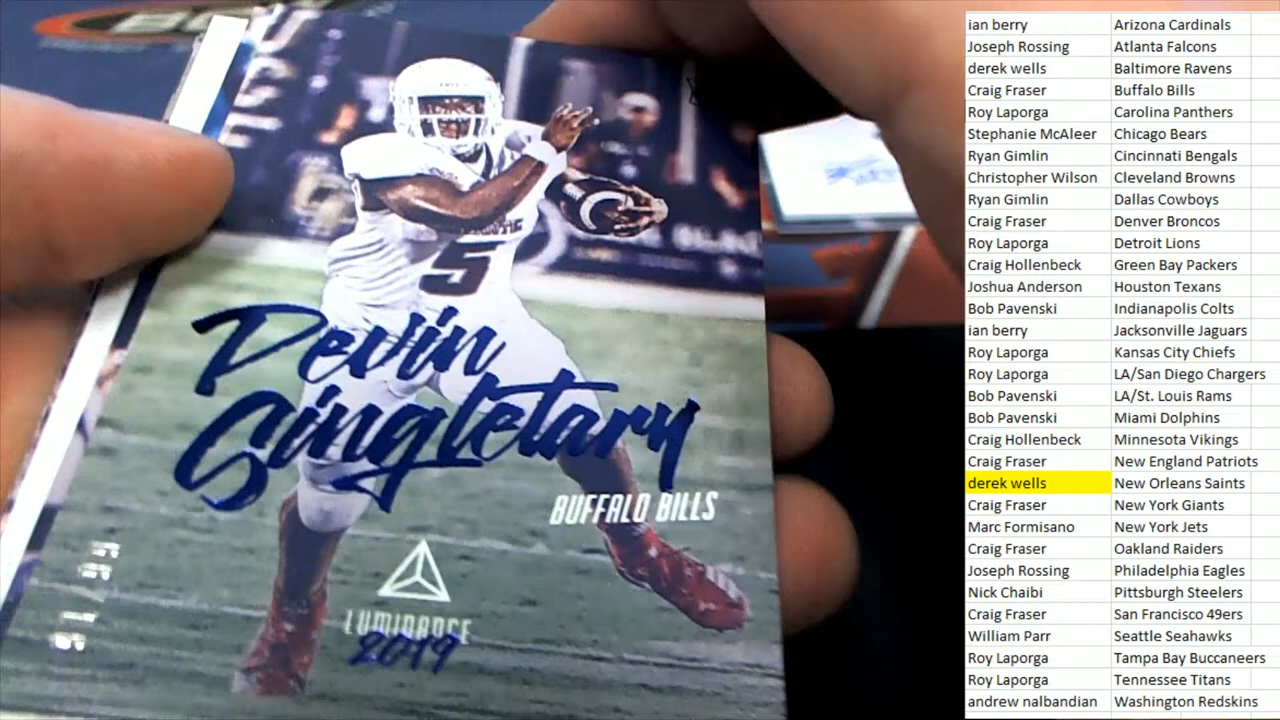 Devin
Singletary
BUFFALO BILLS
LUMINANCE
2019
5
ian berry Arizona Cardinals
Joseph Rossing Atlanta Falcons
derek wells Baltimore Ravens
Craig Fraser Buffalo Bills
Roy Laporga Carolina Panthers
Stephanie McAleer Chicago Bears
Ryan Gimlin Cincinnati Bengals
Christopher Wilson Cleveland Browns
Ryan Gimlin Dallas Cowboys
Craig Fraser Denver Broncos
Roy Laporga Detroit Lions
Craig Hollenbeck Green Bay Packers
Joshua Anderson Houston Texans
Bob Pavenski Indianapolis Colts
ian berry Jacksonville Jaguars
Roy Laporga Kansas City Chiefs
Roy Laporga LA/San Diego Chargers
Bob Pavenski LA/St. Louis Rams
Bob Pavenski Miami Dolphins
Craig Hollenbeck Minnesota Vikings
Craig Fraser New England Patriots
derek wells New Orleans Saints
Craig Fraser New York Giants
Marc Formisano New York Jets
Craig Fraser Oakland Raiders
Joseph Rossing Philadelphia Eagles
Nick Chaibi Pittsburgh Steelers
Craig Fraser San Francisco 49ers
William Parr Seattle Seahawks
Roy Laporga Tampa Bay Buccaneers
Roy Laporga Tennessee Titans
andrew nalbandian Washington Redskins